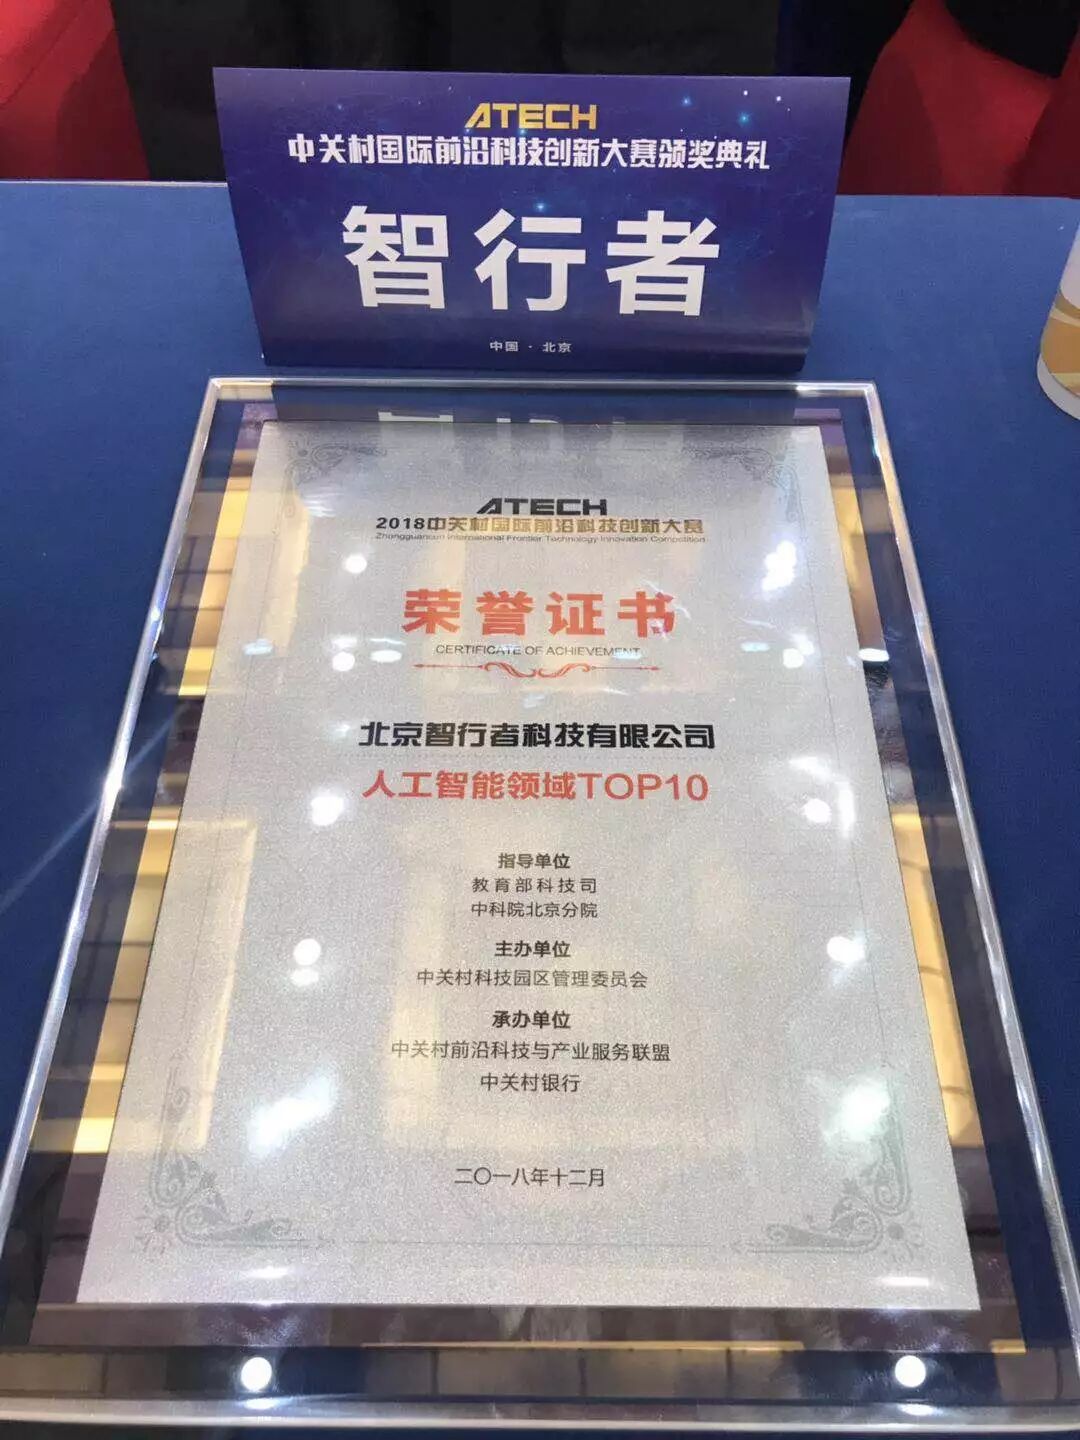 ATECH
中关村国际前沿科技创新大赛颁奖典礼
智行者
中国·北京
ATECH
2018中关村国际前沿科技创新大赛
Zhongguancun International Frontier Technology Innovation Competition
荣誉证书
CERTIFICATE OF ACHIEVEMENT
北京智行者科技有限公司
人工智能领域TOP10
指导单位
教育部科技司
中科院北京分院
主办单位
中关村科技园区管理委员会
承办单位
中关村前沿科技与产业服务联盟
中关村银行
二〇一八年十二月